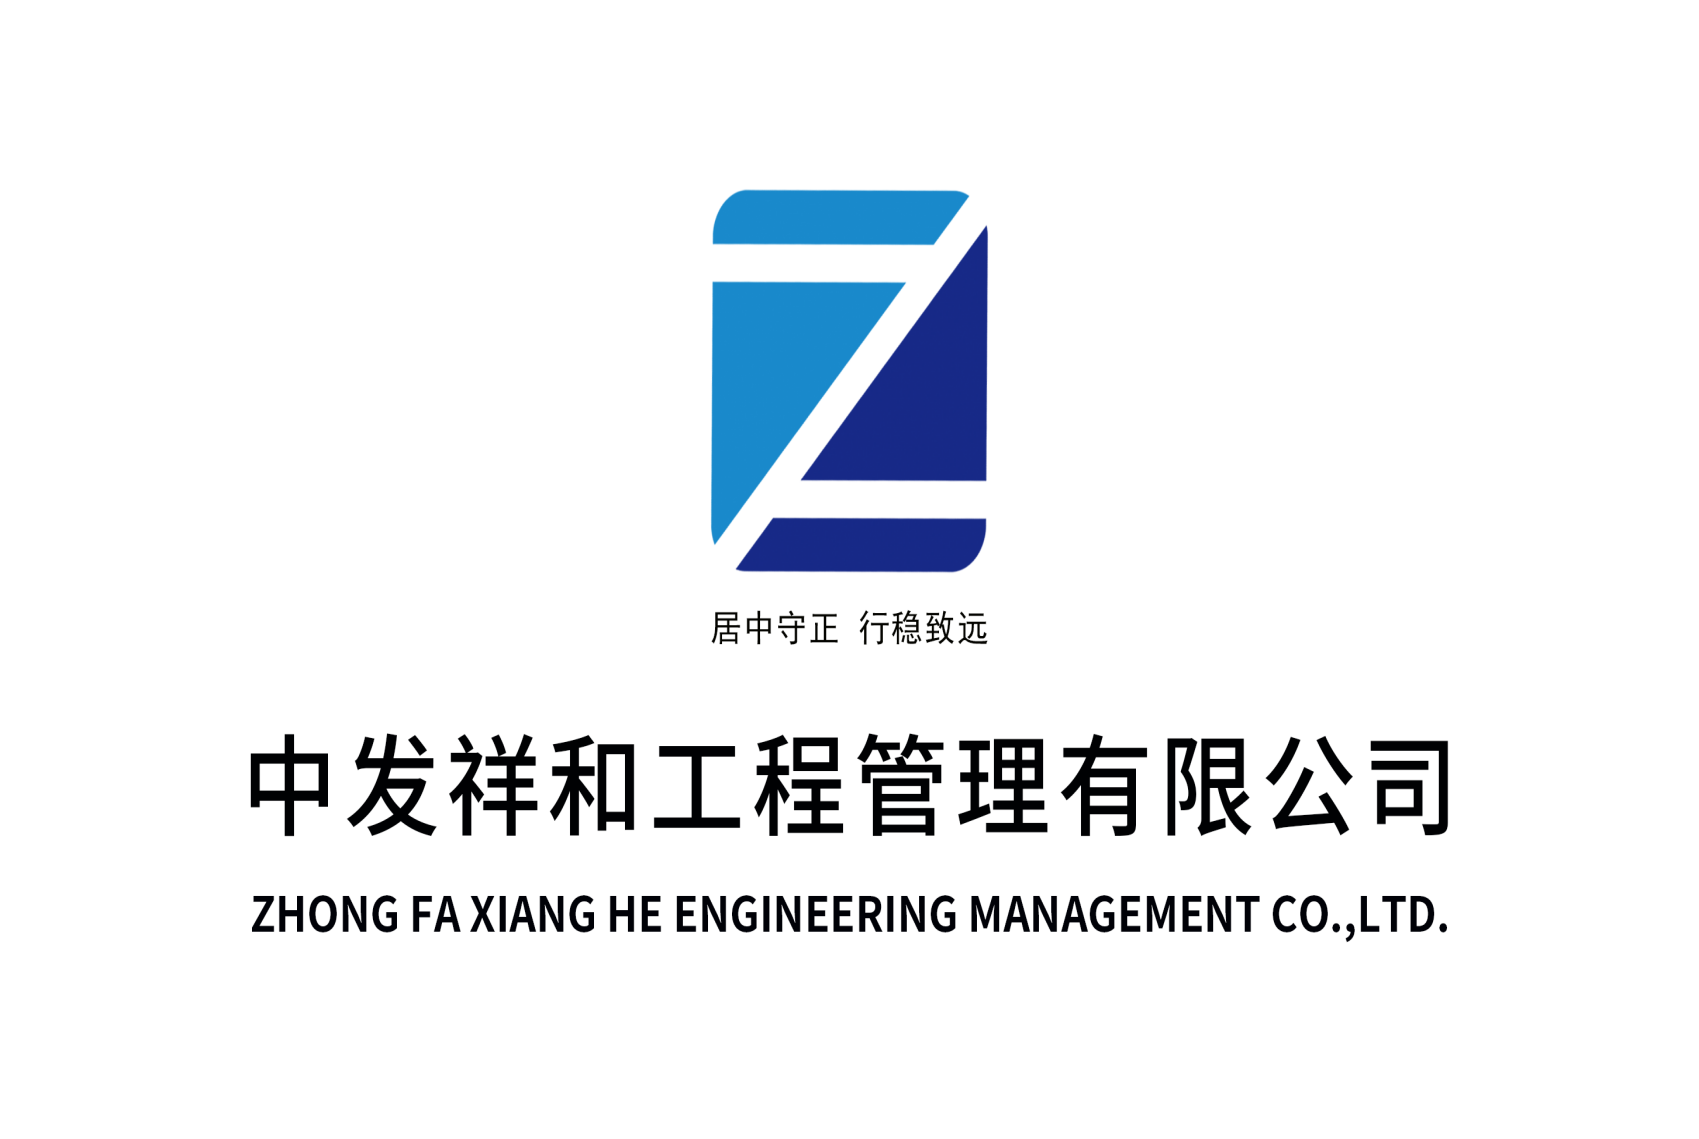 居中守正 行稳致远
中发祥和工程管理有限公司
ZHONG FA XIANG HE ENGINEERING MANAGEMENT CO.,LTD.